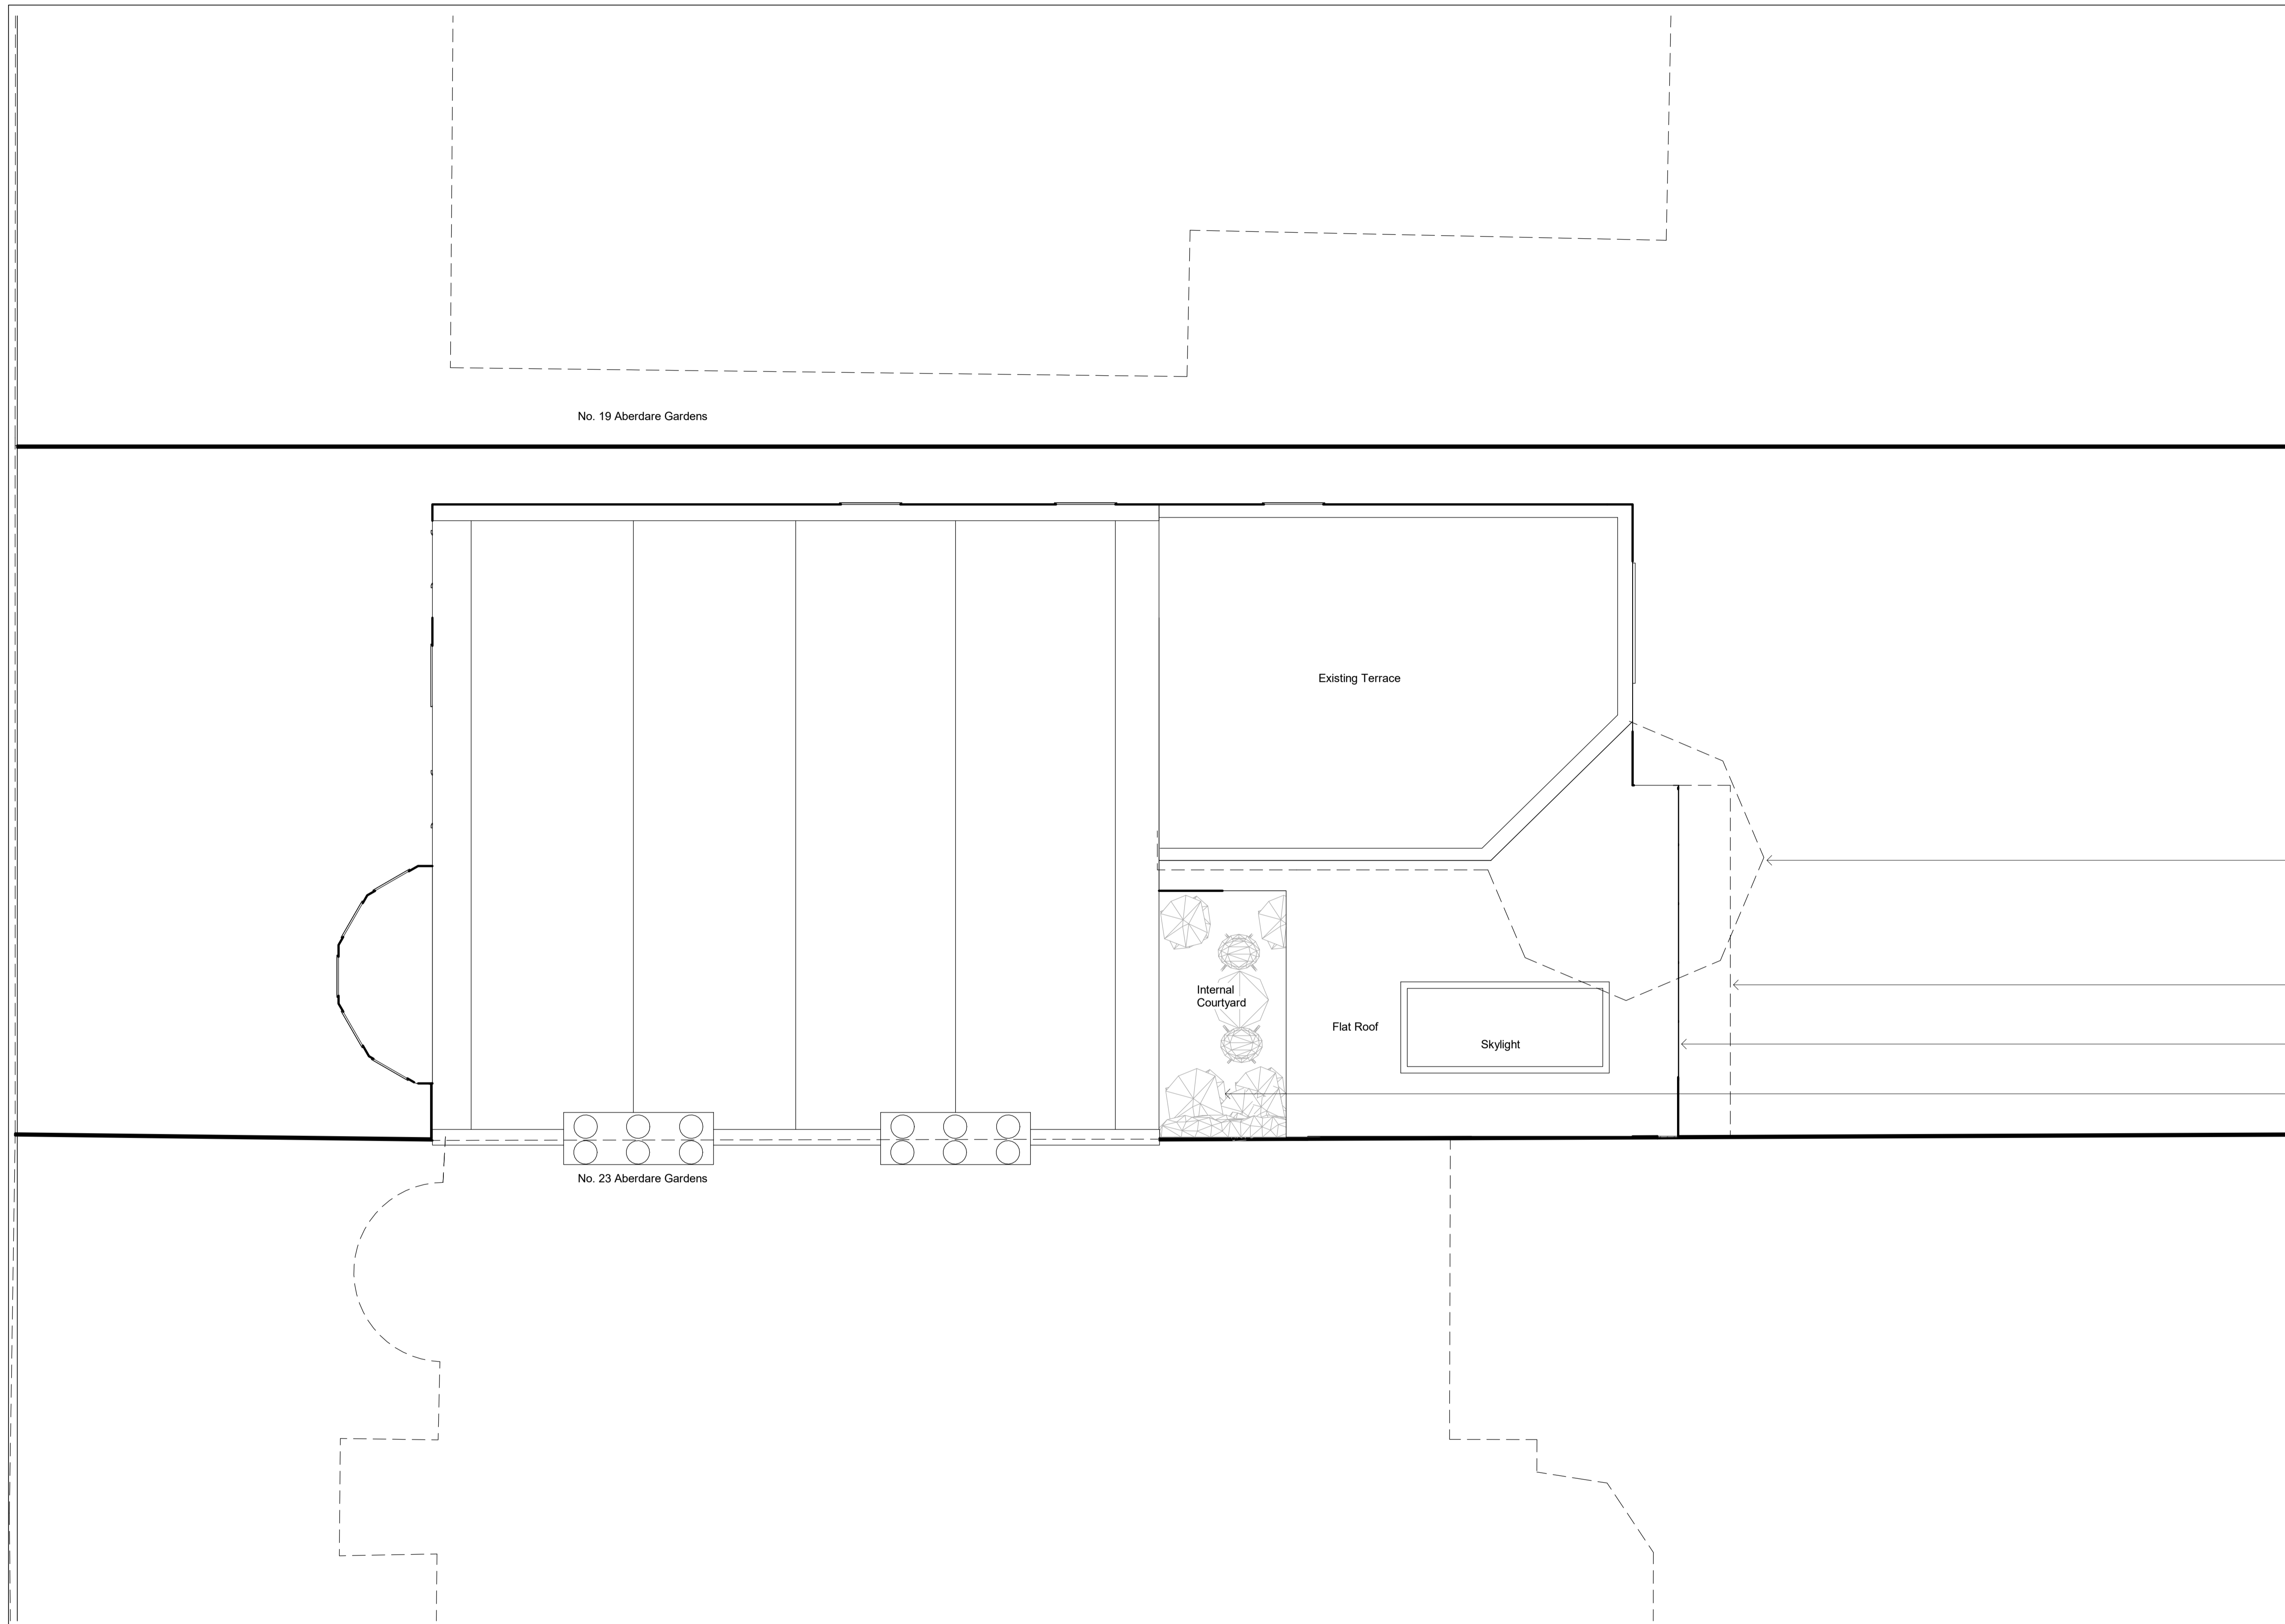 No. 19 Aberdare Gardens
Existing Terrace
Internal
Courtyard
Flat Roof
Skylight
No. 23 Aberdare Gardens